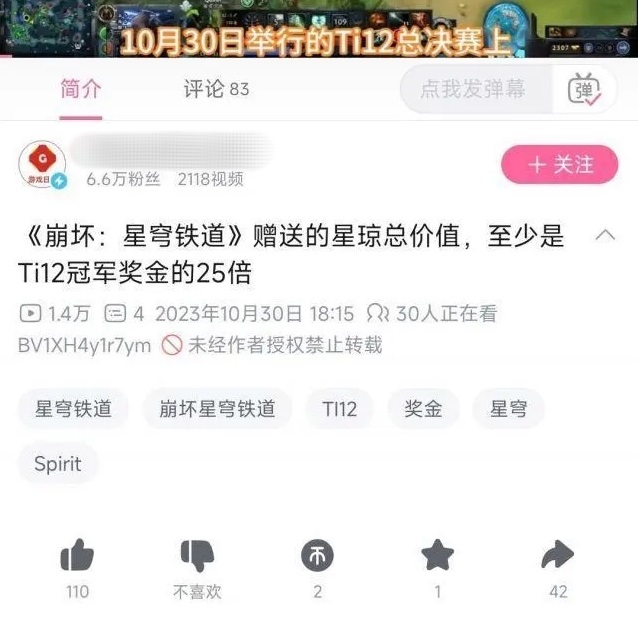 109
2307
10月30日举行的Ti12总决赛上
简介 评论 83 点我发弹幕 弹
G
游戏日
6.6万粉丝 2118视频
＋ 关注
《崩坏：星穹铁道》赠送的星琼总价值，至少是
Ti12冠军奖金的25倍
1.4万 4 2023年10月30日 18:15 30人正在看
BV1XH4y1r7ym 未经作者授权禁止转载
星穹铁道 崩坏星穹铁道 TI12 奖金 星穹
Spirit
110 不喜欢 2 1 42